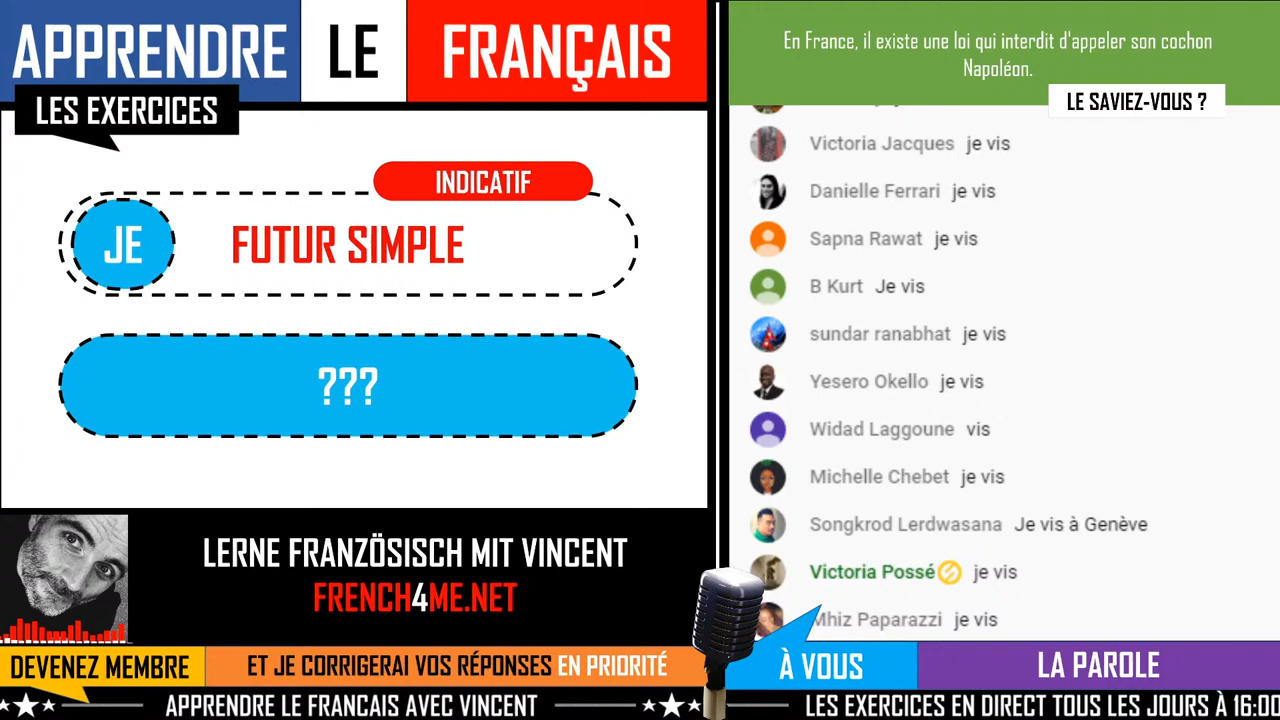 APPRENDRE LE FRANÇAIS
LES EXERCICES
INDICATIF
JE FUTUR SIMPLE
???
LERNE FRANZÖSISCH MIT VINCENT
FRENCH4ME.NET
DEVENEZ MEMBRE ET JE CORRIGERAI VOS RÉPONSES EN PRIORITÉ
APPRENDRE LE FRANCAIS AVEC VINCENT
En France, il existe une loi qui interdit d'appeler son cochon
Napoléon.
LE SAVIEZ-VOUS ?
Victoria Jacques je vis
Danielle Ferrari je vis
Sapna Rawat je vis
B Kurt Je vis
sundar ranabhat je vis
Yesero Okello je vis
Widad Laggoune vis
Michelle Chebet je vis
Songkrod Lerdwasana Je vis à Genève
Victoria Possé je vis
Mhiz Paparazzi je vis
À VOUS LA PAROLE
LES EXERCICES EN DIRECT TOUS LES JOURS À 16:00